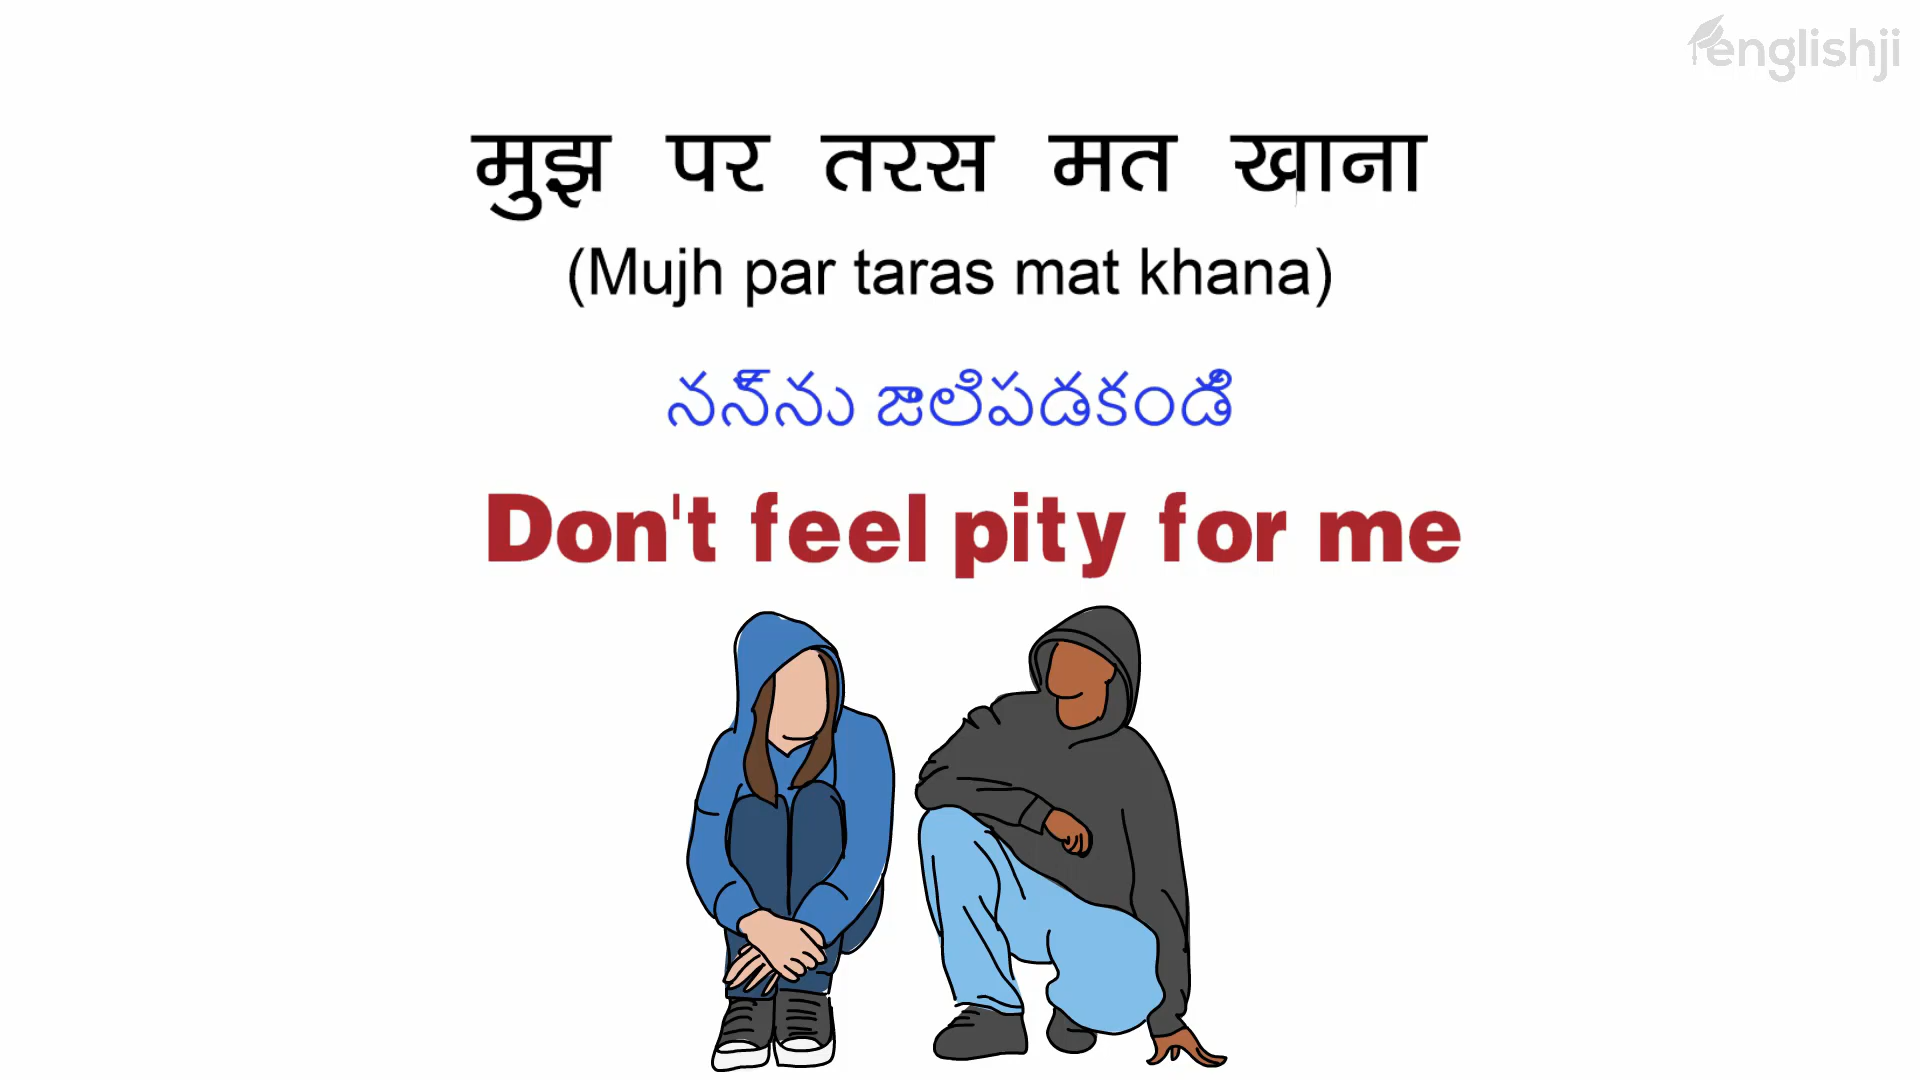 englishji
मुझ पर तरस मत खाना
(Mujh par taras mat khana)
నన్ను జాలిపడకండి
Don't feel pity for me